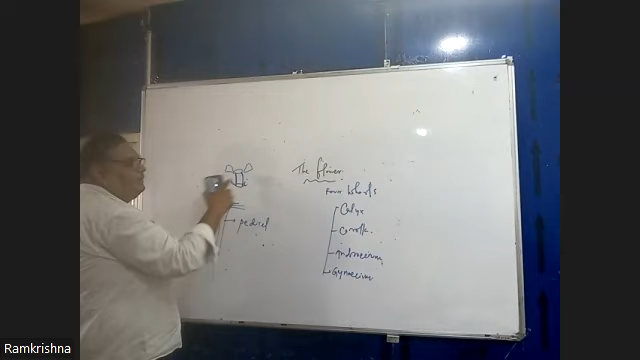 The flower
Four whorls
Calyx
Corolla
Androecium
Gynoecium
pedicel
Ramkrishna